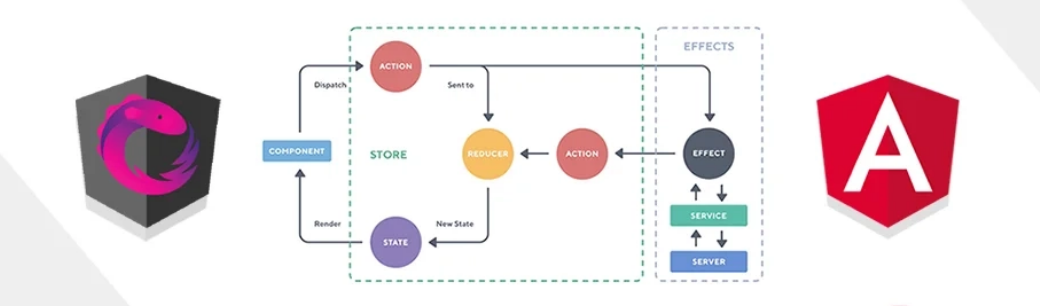 EFFECTS
ACTION
Dispatch
Sent to
COMPONENT
STORE
REDUCER
ACTION
EFFECT
Render
New State
STATE
SERVICE
SERVER
A